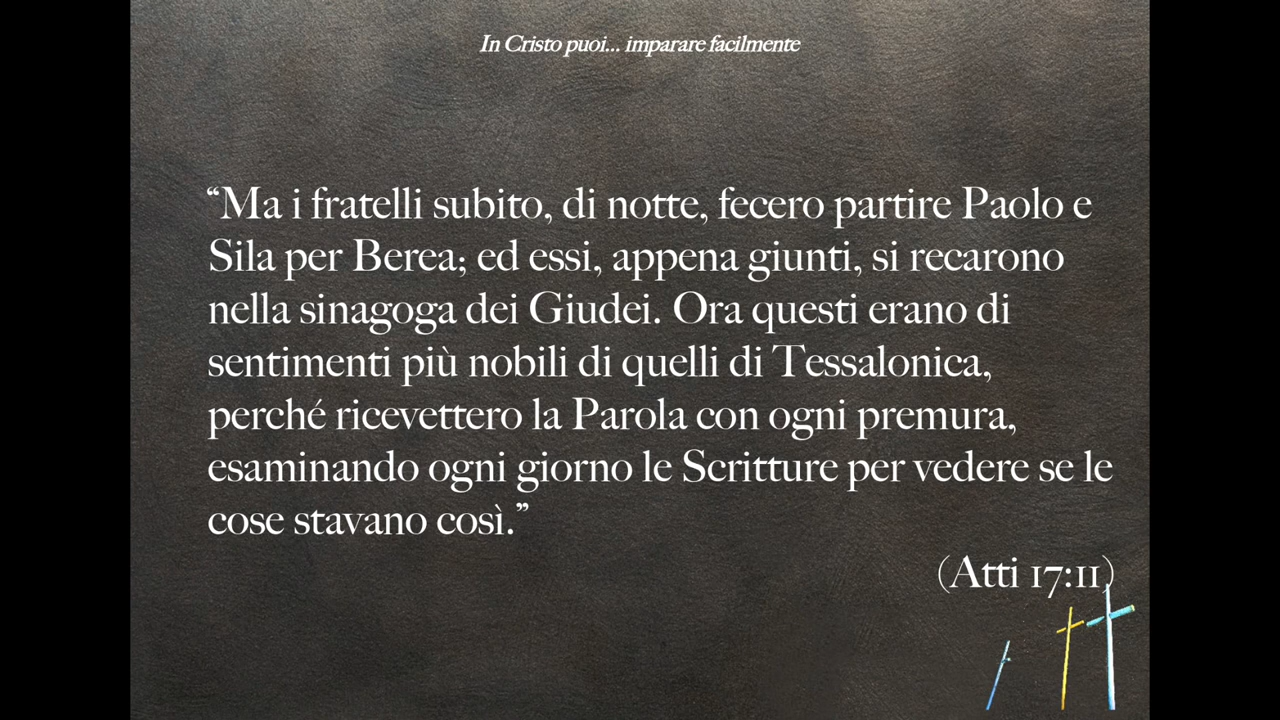 In Cristo puoi... imparare facilmente
“Ma i fratelli subito, di notte, fecero partire Paolo e
Sila per Berea; ed essi, appena giunti, si recarono
nella sinagoga dei Giudei. Ora questi erano di
sentimenti più nobili di quelli di Tessalonica,
perché ricevettero la Parola con ogni premura,
esaminando ogni giorno le Scritture per vedere se le
cose stavano così.”
(Atti 17:11)